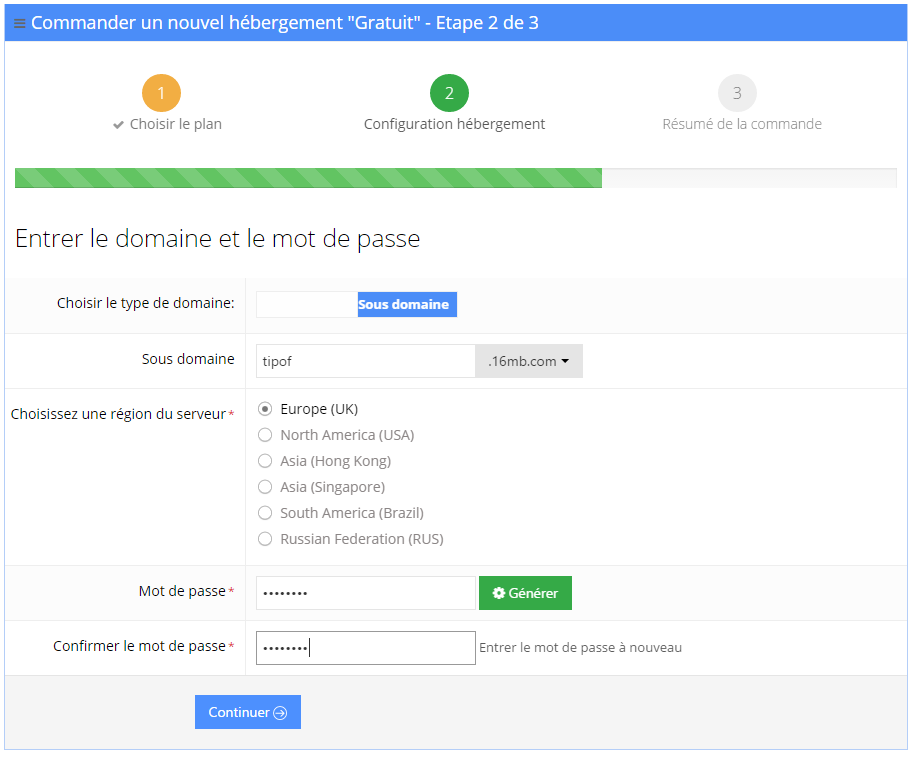 Commander un nouvel hébergement "Gratuit" - Etape 2 de 3
1 2 3
Choisir le plan Configuration hébergement Résumé de la commande
Entrer le domaine et le mot de passe
Choisir le type de domaine: Sous domaine
Sous domaine tipof .16mb.com
Choisissez une région du serveur * Europe (UK)
North America (USA)
Asia (Hong Kong)
Asia (Singapore)
South America (Brazil)
Russian Federation (RUS)
Mot de passe * •••••••• Générer
Confirmer le mot de passe * •••••••• Entrer le mot de passe à nouveau
Continuer